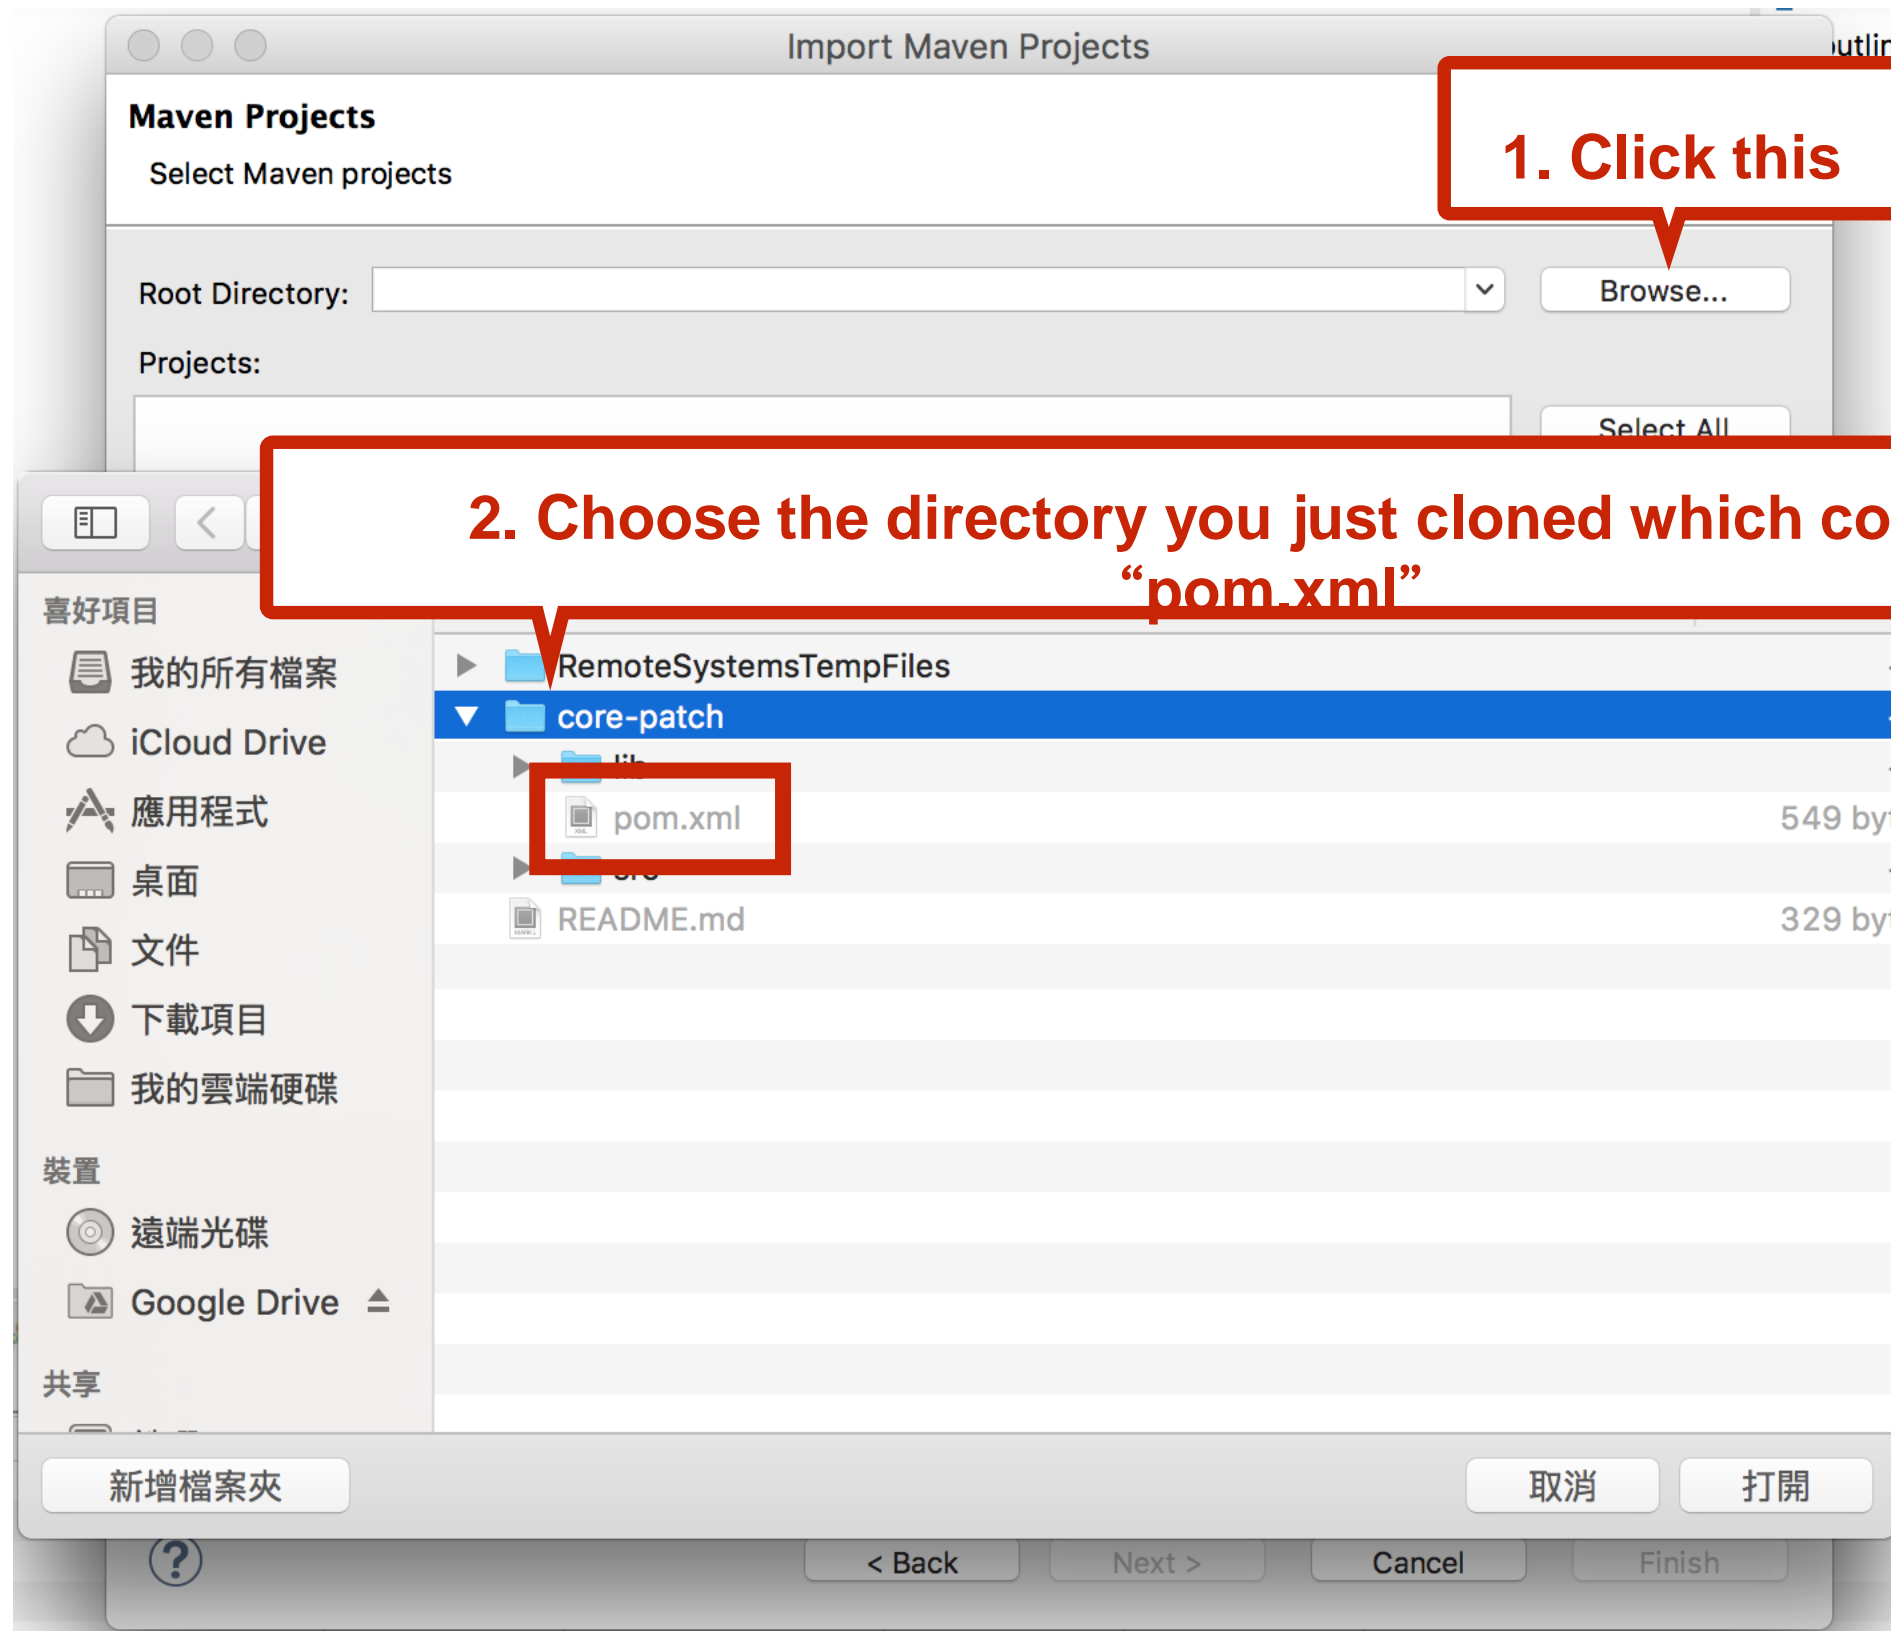 Import Maven Projects
Maven Projects
Select Maven projects
1. Click this
Root Directory:
Browse...
Projects:
Select All
2. Choose the directory you just cloned which co
“pom.xml”
喜好項目
我的所有檔案
iCloud Drive
應用程式
桌面
文件
下載項目
我的雲端硬碟
裝置
遠端光碟
Google Drive
共享
RemoteSystemsTempFiles
core-patch
lib
pom.xml
549 byt
src
README.md
329 byt
新增檔案夾
取消
打開
?
< Back
Next >
Cancel
Finish